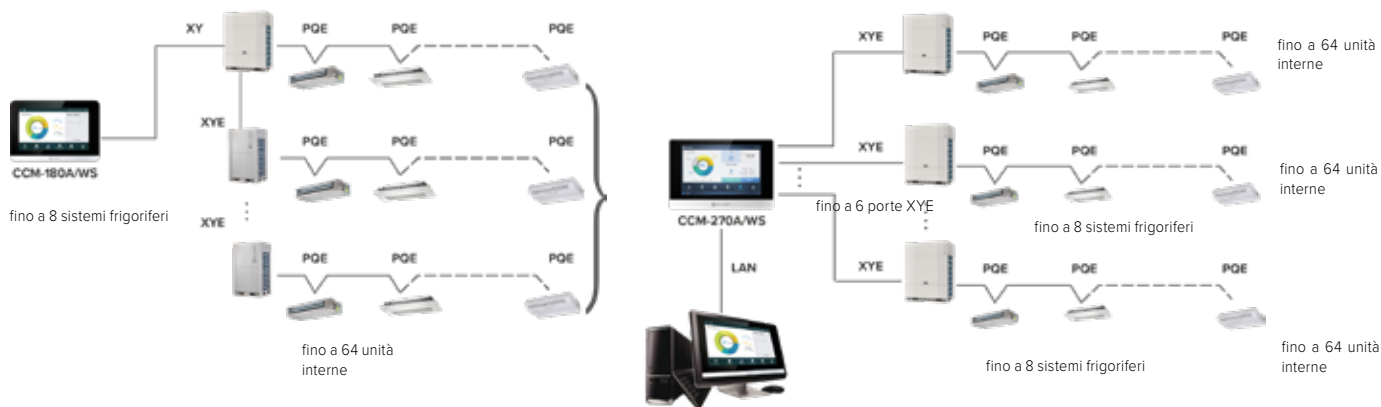 XY
PQE
PQE
PQE
XYE
PQE
PQE
PQE
CCM-180A/WS
fino a 8 sistemi frigoriferi
XYE
PQE
PQE
PQE
fino a 64 unità
interne
XYE
PQE
PQE
PQE
fino a 64 unità
interne
XYE
PQE
PQE
PQE
fino a 64 unità
interne
CCM-270A/WS
fino a 6 porte XYE
fino a 8 sistemi frigoriferi
LAN
XYE
PQE
PQE
PQE
fino a 64 unità
interne
fino a 8 sistemi frigoriferi